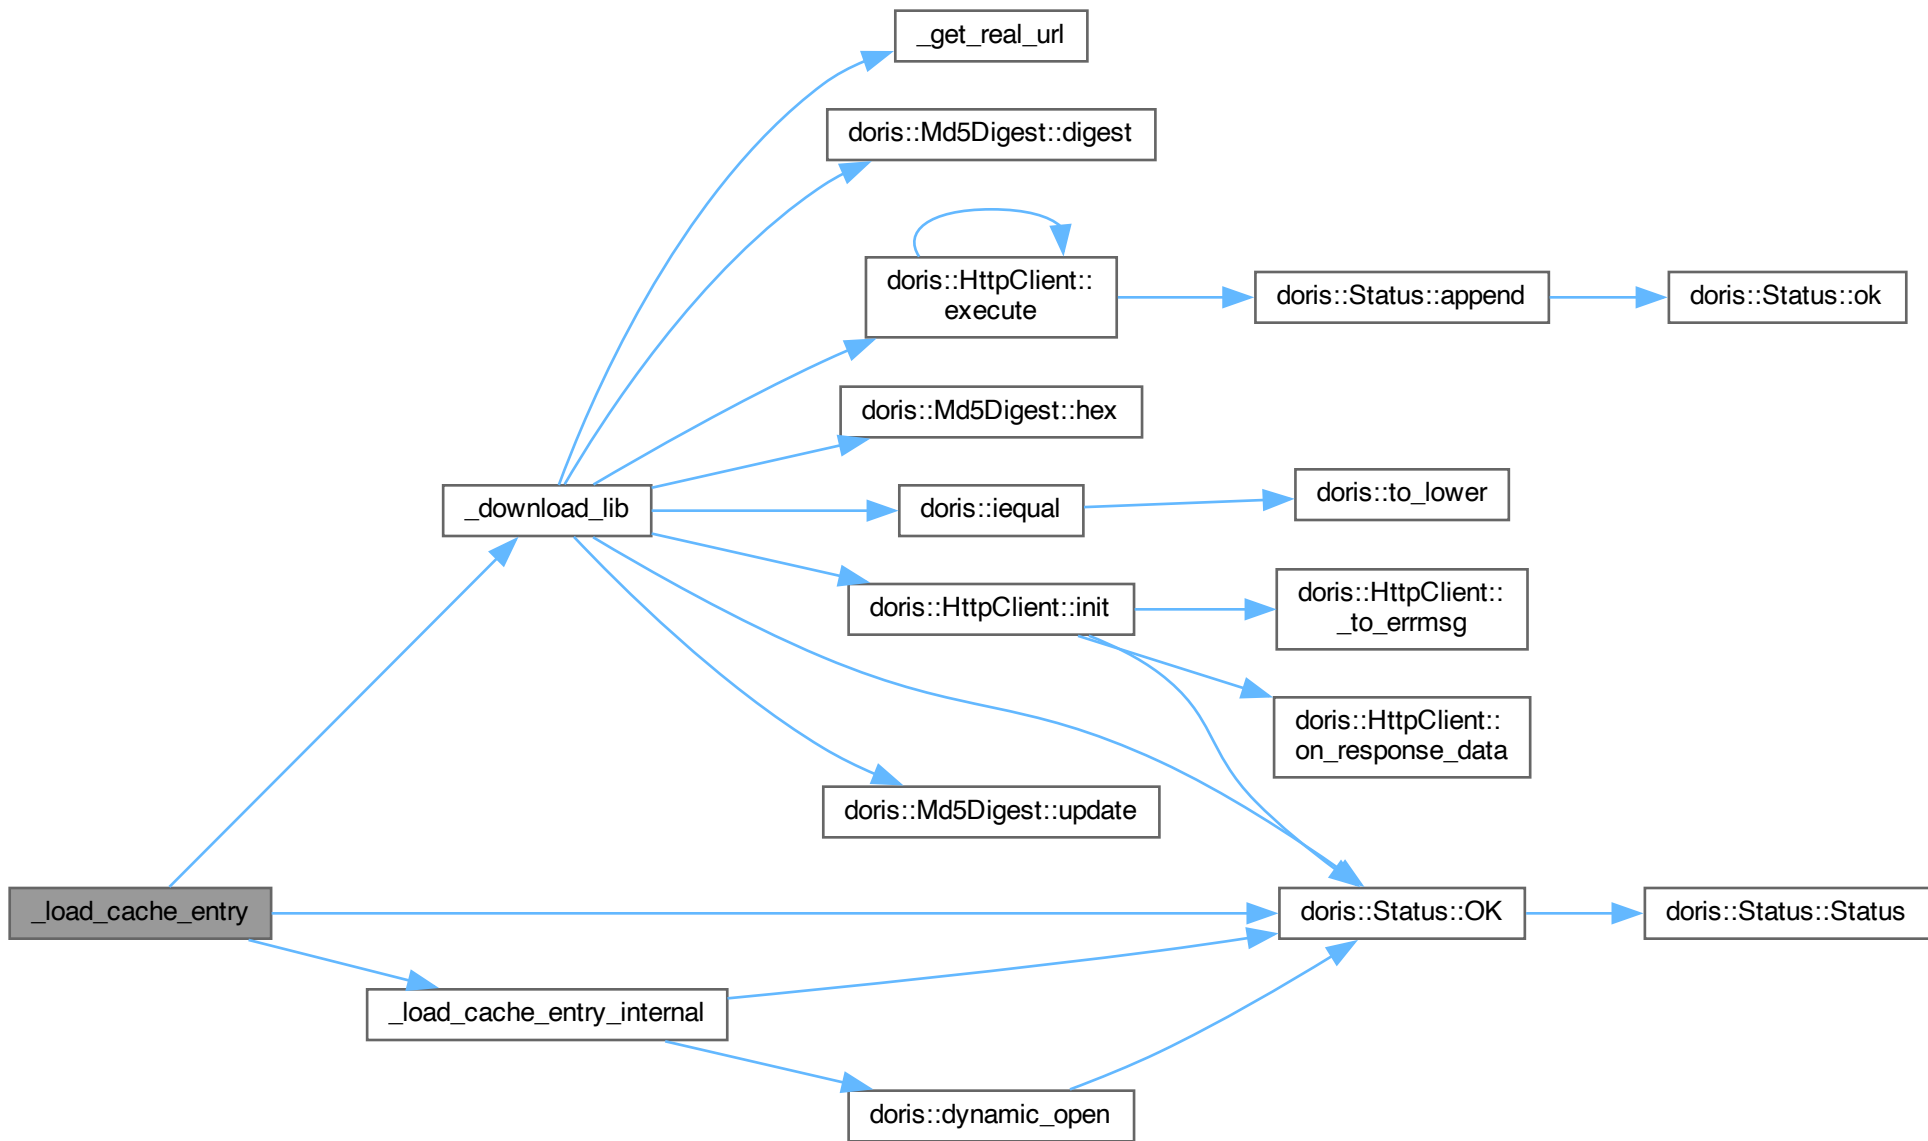 _get_real_url
doris::Md5Digest::digest
doris::HttpClient::
execute
doris::Status::append
doris::Status::ok
doris::Md5Digest::hex
_download_lib
doris::iequal
doris::to_lower
doris::HttpClient::init
doris::HttpClient::
_to_errmsg
doris::HttpClient::
on_response_data
doris::Md5Digest::update
_load_cache_entry
doris::Status::OK
doris::Status::Status
_load_cache_entry_internal
doris::dynamic_open